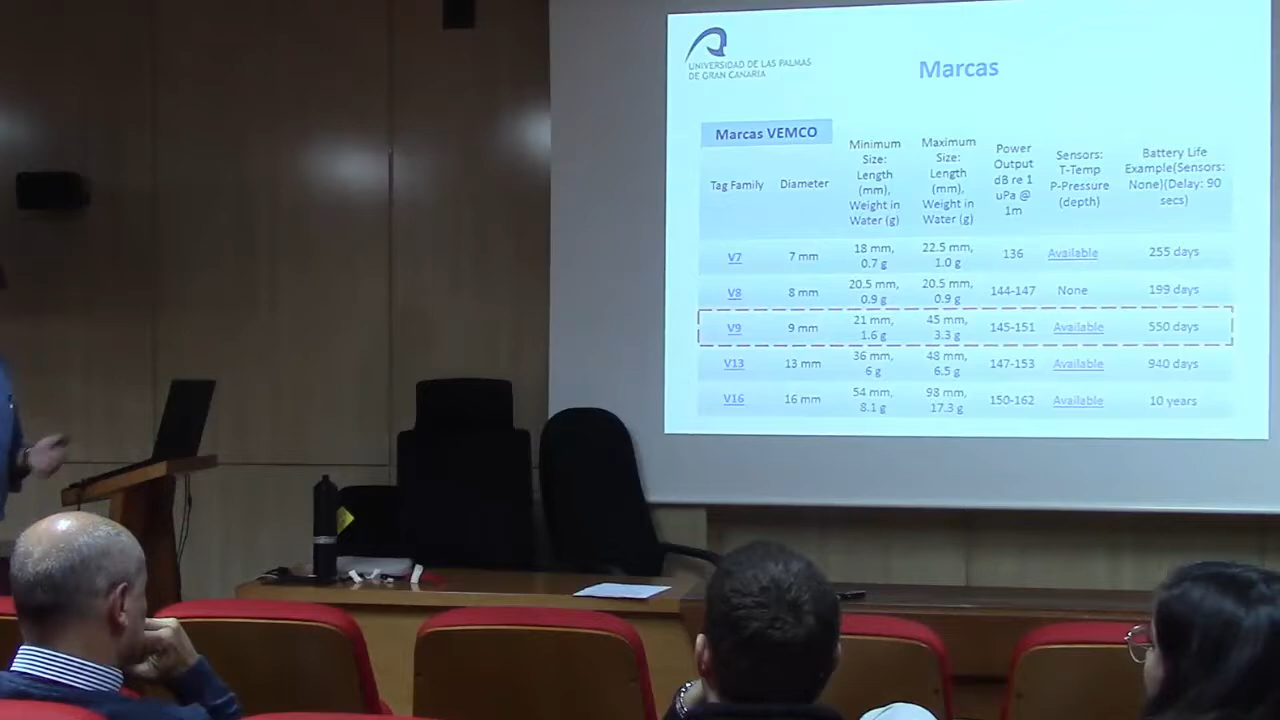 UNIVERSIDAD DE LAS PALMAS
DE GRAN CANARIA
Marcas
Marcas VEMCO
Tag Family
Diameter
Minimum
Size:
Length
(mm),
Weight in
Water (g)
Maximum
Size:
Length
(mm),
Weight in
Water (g)
Power
Output
dB re 1
uPa @
1m
Sensors:
T-Temp
P-Pressure
(depth)
Battery Life
Example(Sensors:
None)(Delay: 90
secs)
V7
7 mm
18 mm,
0.7 g
22.5 mm,
1.0 g
136
Available
255 days
V8
8 mm
20.5 mm,
0.9 g
20.5 mm,
0.9 g
144-147
None
199 days
V9
9 mm
21 mm,
1.6 g
45 mm,
3.3 g
145-151
Available
550 days
V13
13 mm
36 mm,
6 g
48 mm,
6.5 g
147-153
Available
940 days
V16
16 mm
54 mm,
8.1 g
98 mm,
17.3 g
150-162
Available
10 years